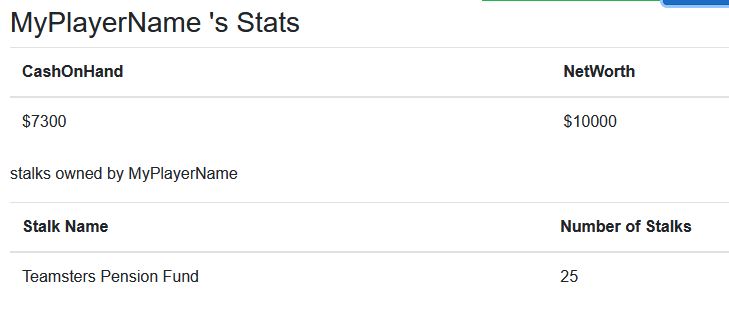 MyPlayerName 's Stats
CashOnHand NetWorth
$7300 $10000
stalks owned by MyPlayerName
Stalk Name Number of Stalks
Teamsters Pension Fund 25